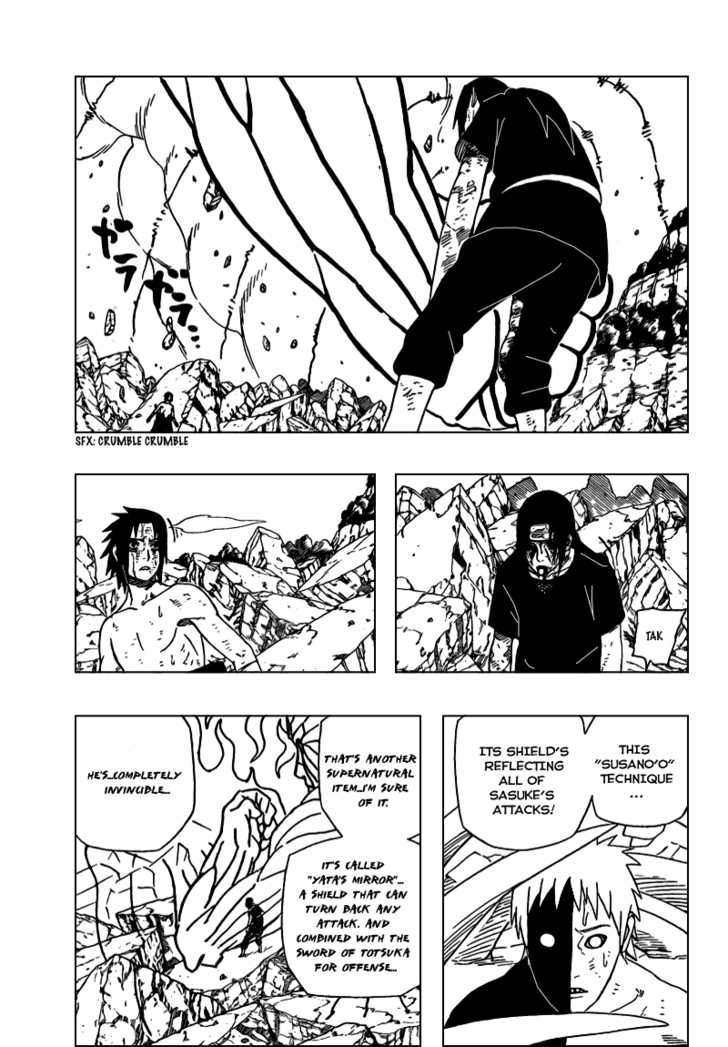 ガラ
ガラ
SFX: CRUMBLE CRUMBLE
TAK
THIS
"SUSANO'O"
TECHNIQUE
...
ITS SHIELD'S
REFLECTING
ALL OF
SASUKE'S
ATTACKS!
THAT'S ANOTHER
SUPERNATURAL
ITEM...I'M SURE
OF IT.
IT'S CALLED
"YATA'S MIRROR"...
A SHIELD THAT CAN
TURN BACK ANY
ATTACK. AND
COMBINED WITH THE
SWORD OF TOTSUKA
FOR OFFENSE...
HE'S...COMPLETELY
INVINCIBLE...